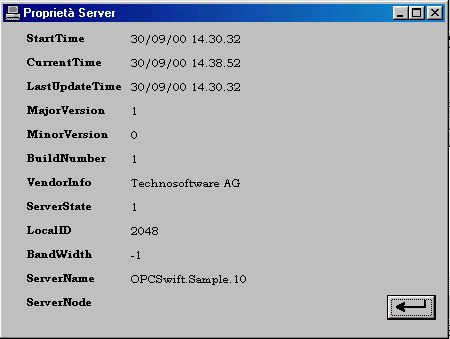 Proprietà Server
StartTime 30/09/00 14.30.32
CurrentTime 30/09/00 14.38.52
LastUpdateTime 30/09/00 14.30.32
MajorVersion 1
MinorVersion 0
BuildNumber 1
VendorInfo Technosoftware AG
ServerState 1
LocalID 2048
BandWidth -1
ServerName OPCSwift.Sample.10
ServerNode